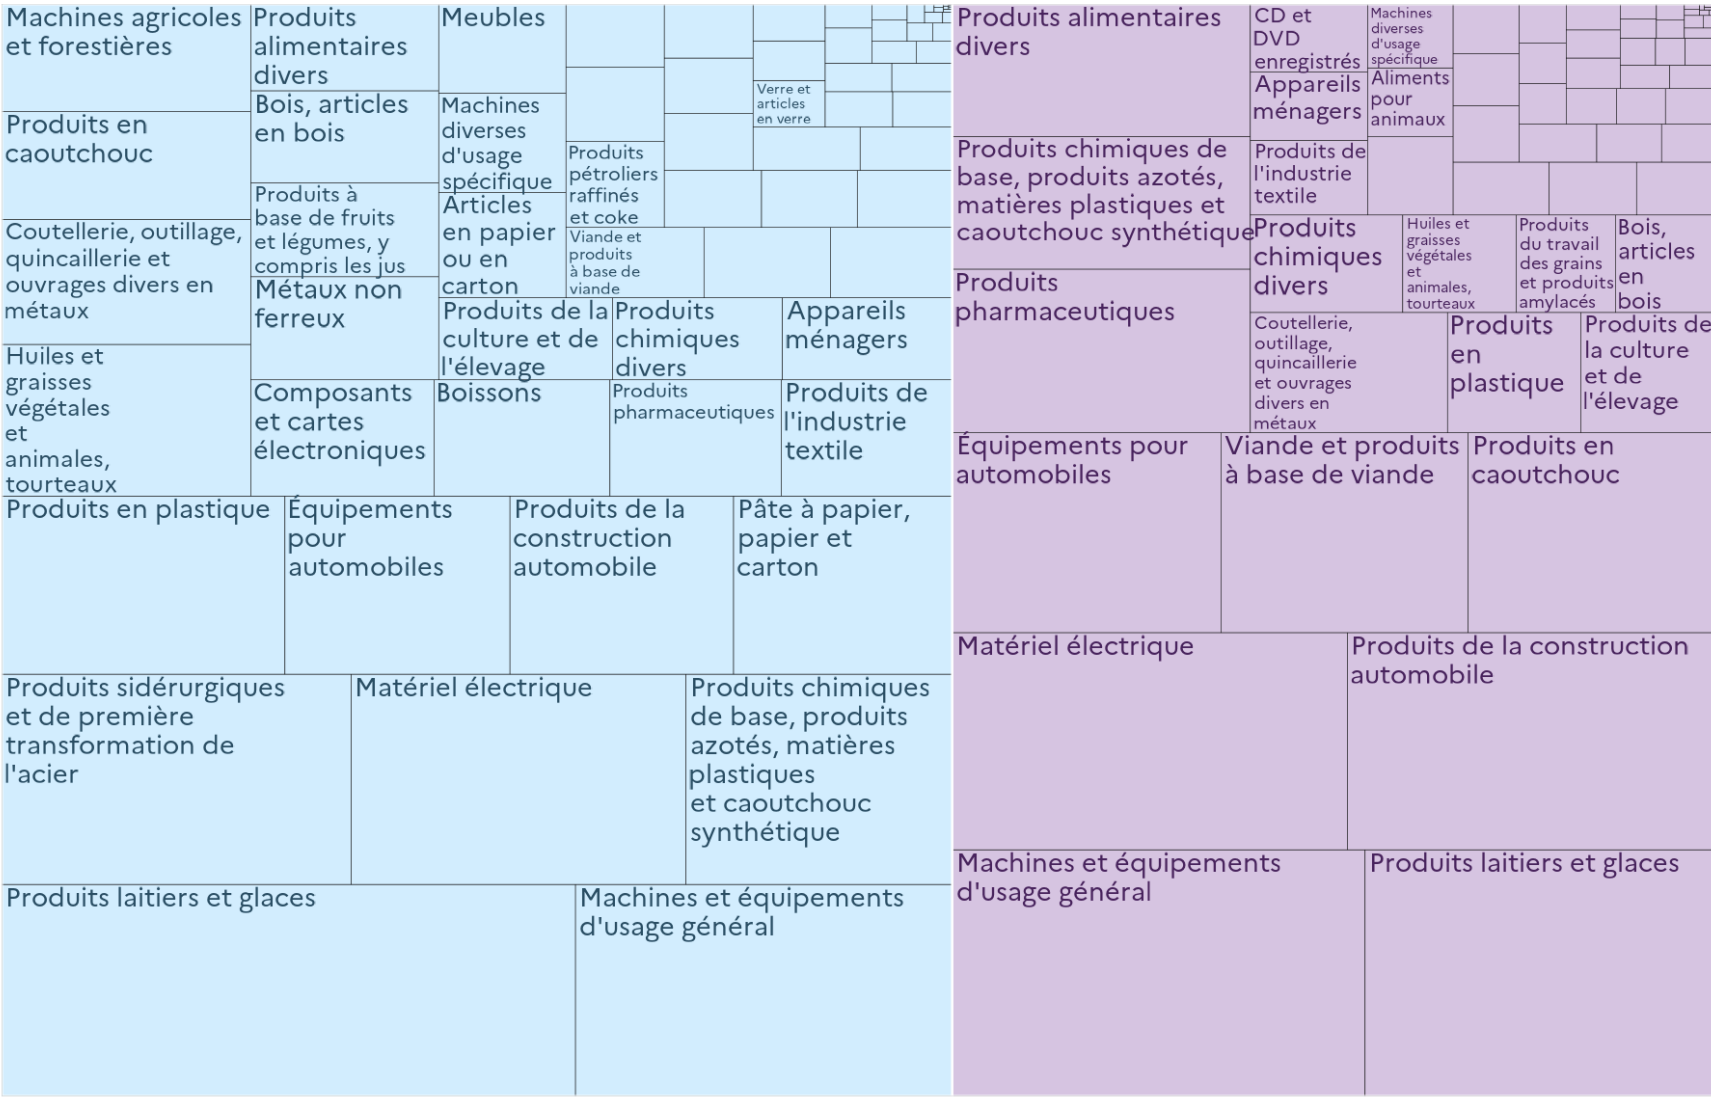 Machines agricoles
et forestières
Produits
alimentaires
divers
Meubles
Produits en
caoutchouc
Bois, articles
en bois
Machines
diverses
d'usage
spécifique
Verre et
articles
en verre
Produits
pétroliers
raffinés
et coke
Coutellerie, outillage,
quincaillerie et
ouvrages divers en
métaux
Produits à
base de fruits
et légumes, y
compris les jus
Articles
en papier
ou en
carton
Viande et
produits
à base de
viande
Huiles et
graisses
végétales
et
animales,
tourteaux
Métaux non
ferreux
Produits de la
culture et de
l'élevage
Produits
chimiques
divers
Appareils
ménagers
Composants
et cartes
électroniques
Boissons
Produits
pharmaceutiques
Produits de
l'industrie
textile
Produits en plastique
Équipements
pour
automobiles
Produits de la
construction
automobile
Pâte à papier,
papier et
carton
Produits sidérurgiques
et de première
transformation de
l'acier
Matériel électrique
Produits chimiques
de base, produits
azotés, matières
plastiques
et caoutchouc
synthétique
Produits laitiers et glaces
Machines et équipements
d'usage général
Produits alimentaires
divers
CD et
DVD
enregistrés
Machines
diverses
d'usage
spécifique
Appareils
ménagers
Aliments
pour
animaux
Produits chimiques de
base, produits azotés,
matières plastiques et
caoutchouc synthétique
Produits de
l'industrie
textile
Produits
chimiques
divers
Huiles et
graisses
végétales
et
animales,
tourteaux
Produits
du travail
des grains
et produits
amylacés
Bois,
articles
en
bois
Produits
pharmaceutiques
Coutellerie,
outillage,
quincaillerie
et ouvrages
divers en
métaux
Produits
en
plastique
Produits de
la culture
et de
l'élevage
Équipements pour
automobiles
Viande et produits
à base de viande
Produits en
caoutchouc
Matériel électrique
Produits de la construction
automobile
Machines et équipements
d'usage général
Produits laitiers et glaces